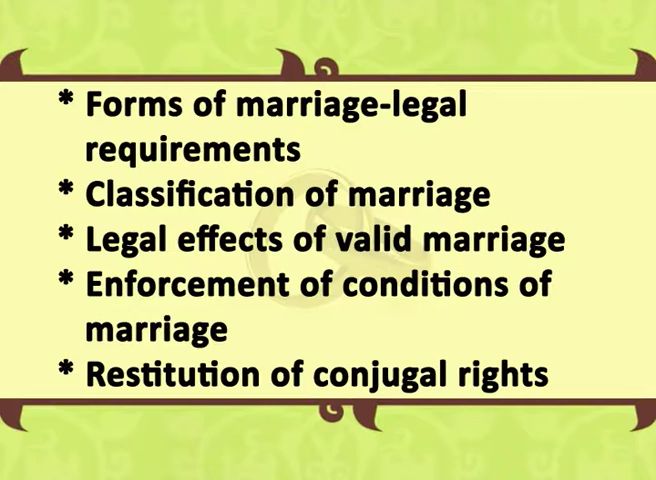 * Forms of marriage-legal
requirements
* Classification of marriage
* Legal effects of valid marriage
* Enforcement of conditions of
marriage
* Restitution of conjugal rights